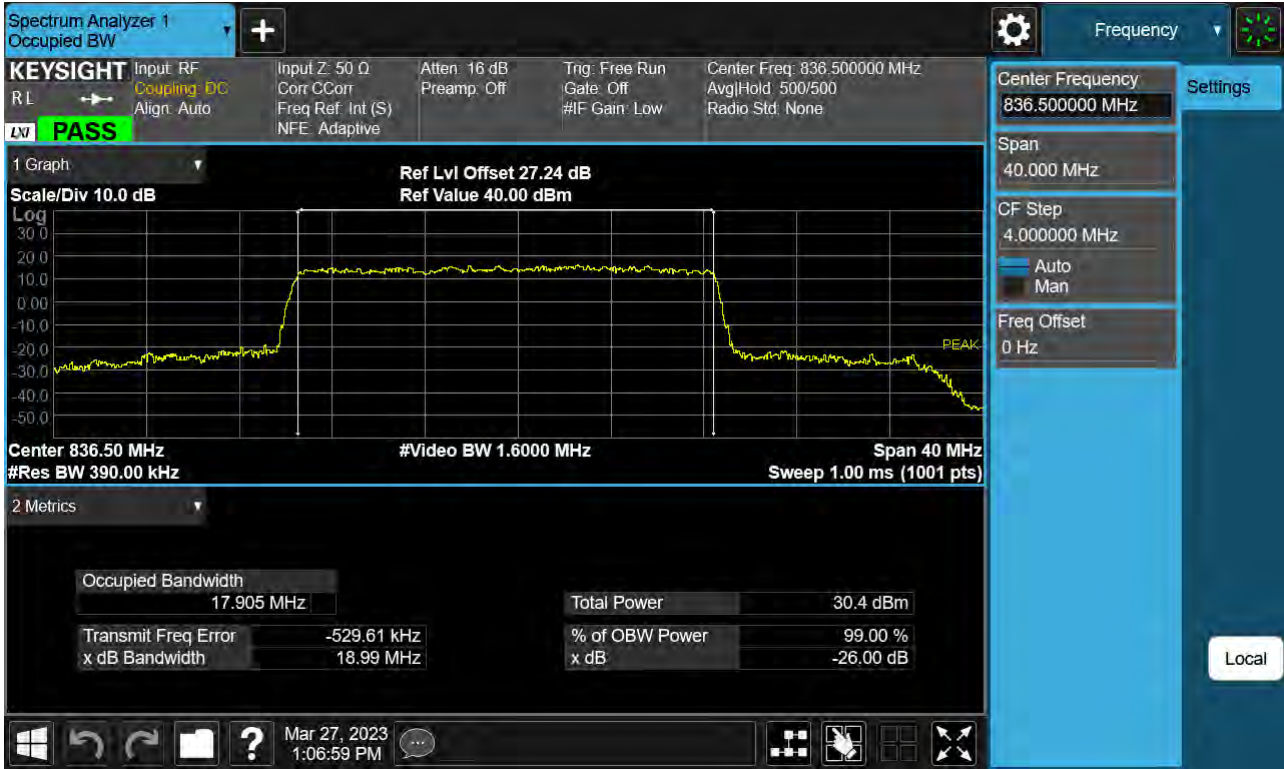 Spectrum Analyzer 1
Occupied BW
Frequency
KEYSIGHT
RL
LXI
PASS
Input: RF
Coupling: DC
Align: Auto
Input Z: 50 Ω
Corr CCorr
Freq Ref: Int (S)
NFE: Adaptive
Atten: 16 dB
Preamp: Off
Trig: Free Run
Gate: Off
#IF Gain: Low
Center Freq: 836.500000 MHz
Avg|Hold: 500/500
Radio Std: None
Center Frequency
836.500000 MHz
Settings
Span
40.000 MHz
CF Step
4.000000 MHz
Auto
Man
Freq Offset
0 Hz
1 Graph
Scale/Div 10.0 dB
Ref Lvl Offset 27.24 dB
Ref Value 40.00 dBm
Log
30.0
20.0
10.0
0.00
-10.0
-20.0
-30.0
-40.0
-50.0
PEAK
Center 836.50 MHz
#Res BW 390.00 kHz
#Video BW 1.6000 MHz
Span 40 MHz
Sweep 1.00 ms (1001 pts)
2 Metrics
Occupied Bandwidth
17.905 MHz
Total Power 30.4 dBm
Transmit Freq Error -529.61 kHz
% of OBW Power 99.00 %
x dB Bandwidth 18.99 MHz
x dB -26.00 dB
Local
?
Mar 27, 2023
1:06:59 PM